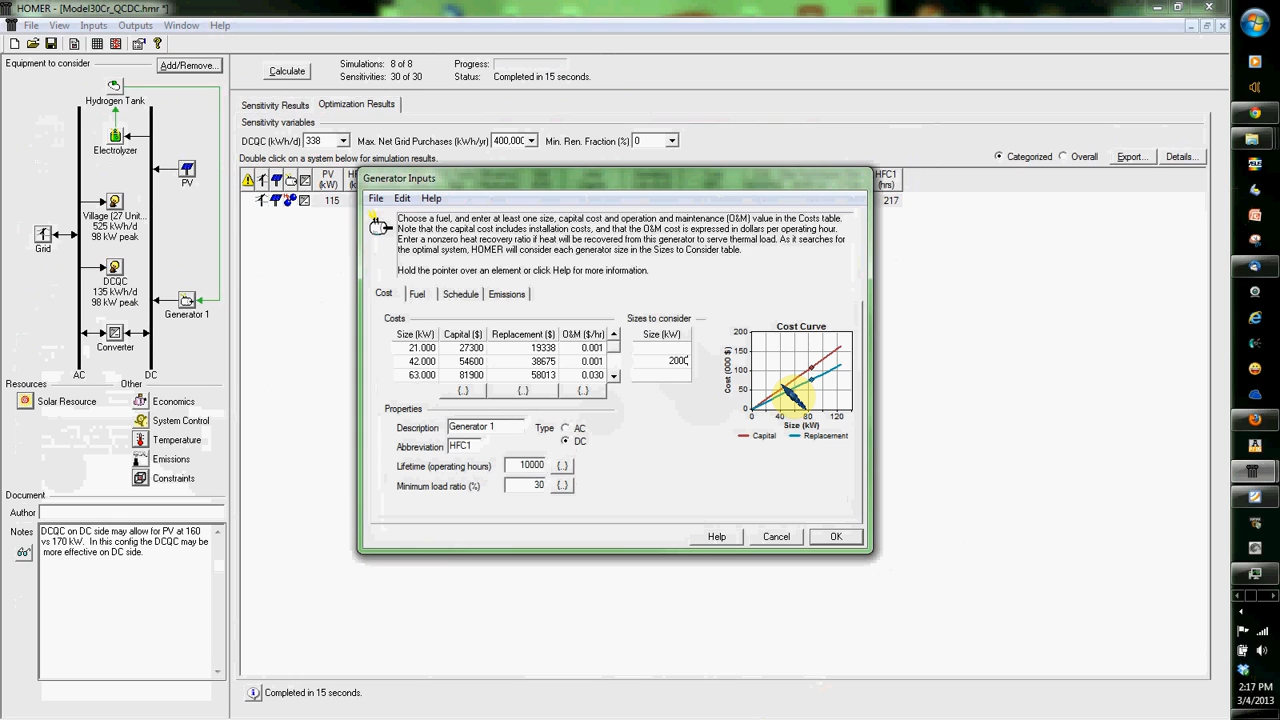 HOMER - [Model30Cr_QCDC.hmr *]
File View Inputs Outputs Window Help
Equipment to consider
Add/Remove...
Hydrogen Tank
Electrolyzer
PV
Village (27 Unit...
525 kWh/d
98 kW peak
Grid
DCQC
135 kWh/d
98 kW peak
Generator 1
Converter
AC DC
Resources Other
Solar Resource
Economics
System Control
Temperature
Emissions
Constraints
Document
Author
Notes
DCQC on DC side may allow for PV at 160
vs 170 kW. In this config the DCQC may be
more effective on DC side.
Calculate
Simulations: 8 of 8
Sensitivities: 30 of 30
Progress:
Status: Completed in 15 seconds.
Sensitivity Results Optimization Results
Sensitivity variables
DCQC (kWh/d) 338 Max. Net Grid Purchases (kWh/yr) 400,000 Min. Ren. Fraction (%) 0
Double click on a system below for simulation results.
Categorized Overall Export... Details...
PV
(kW)
HFC1
(hrs)
115
217
Generator Inputs
File Edit Help
Choose a fuel, and enter at least one size, capital cost and operation and maintenance (O&M) value in the Costs table.
Note that the capital cost includes installation costs, and that the O&M cost is expressed in dollars per operating hour.
Enter a nonzero heat recovery ratio if heat will be recovered from this generator to serve thermal load. As it searches for
the optimal system, HOMER will consider each generator size in the Sizes to Consider table.
Hold the pointer over an element or click Help for more information.
Cost Fuel Schedule Emissions
Costs
Size (kW) Capital ($) Replacement ($) O&M ($/hr)
21.000 27300 19338 0.001
42.000 54600 38675 0.001
63.000 81900 58013 0.030
{..} {..} {..}
Sizes to consider
Size (kW)
2000
Cost Curve
Cost (000 $)
200
150
100
50
0
0 40 80 120
Size (kW)
Capital Replacement
Properties
Description Generator 1
Abbreviation HFC1
Type AC
DC
Lifetime (operating hours) 10000 {..}
Minimum load ratio (%) 30 {..}
Help Cancel OK
Completed in 15 seconds.
2:17 PM
3/4/2013